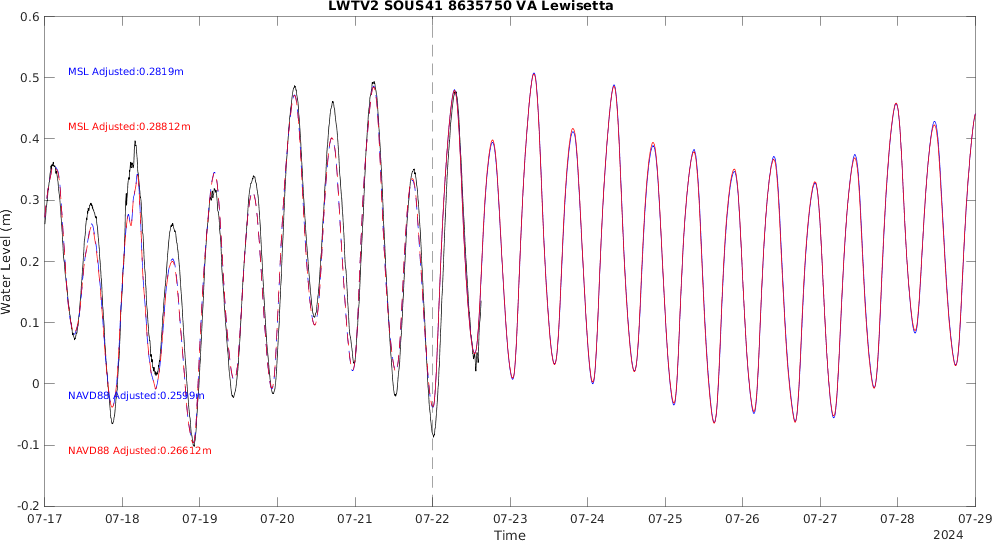 LWTV2 SOUS41 8635750 VA Lewisetta
0.6
0.5
0.4
0.3
0.2
0.1
0
-0.1
-0.2
Water Level (m)
MSL Adjusted:0.2819m
MSL Adjusted:0.28812m
NAVD88 Adjusted:0.2599m
NAVD88 Adjusted:0.26612m
07-17 07-18 07-19 07-20 07-21 07-22 07-23 07-24 07-25 07-26 07-27 07-28 07-29
Time
2024